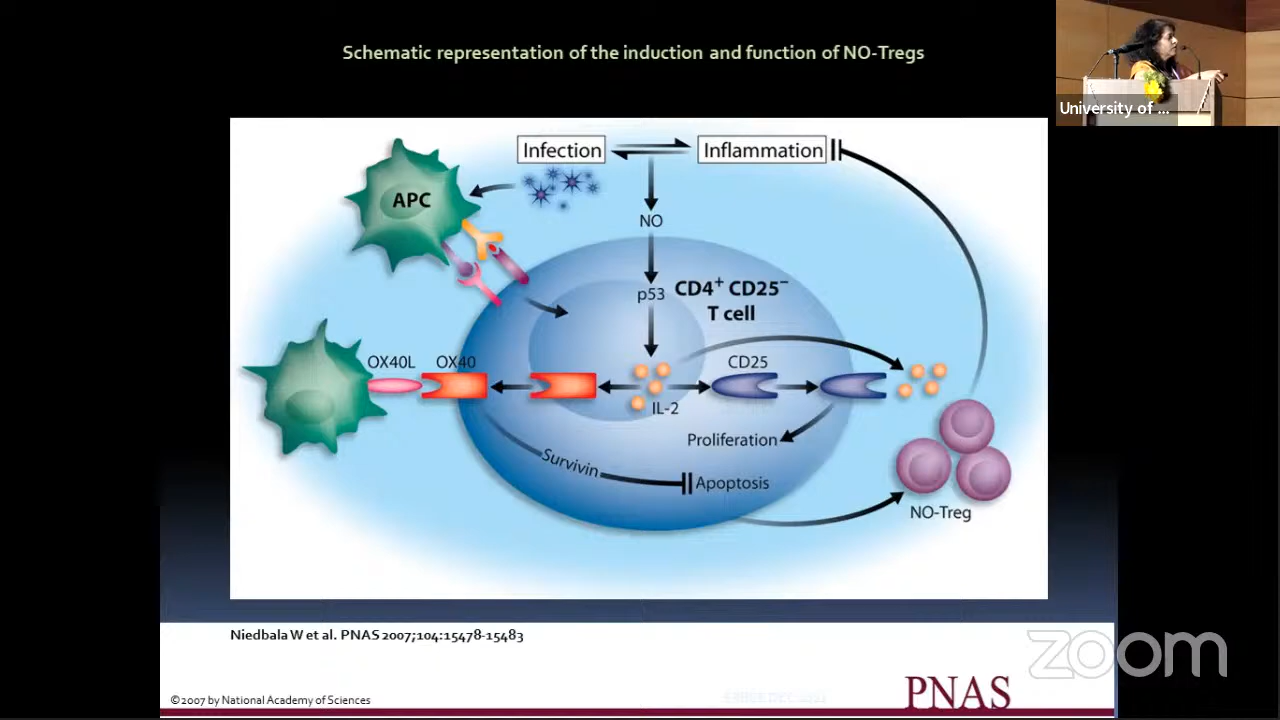 Schematic representation of the induction and function of NO-Tregs
University of ...
Infection
Inflammation
APC
NO
p53
CD4+ CD25−
T cell
OX40L
OX40
CD25
IL-2
Proliferation
Survivin
Apoptosis
NO-Treg
Niedbala W et al. PNAS 2007;104:15478-15483
zoom
©2007 by National Academy of Sciences
PNAS